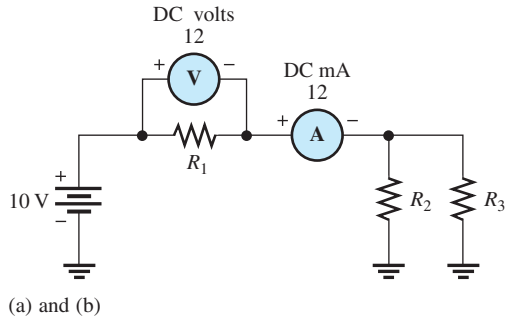 DC volts
12
+ V −
DC mA
12
+ A −
R1
+
10 V
−
R2
R3
(a) and (b)